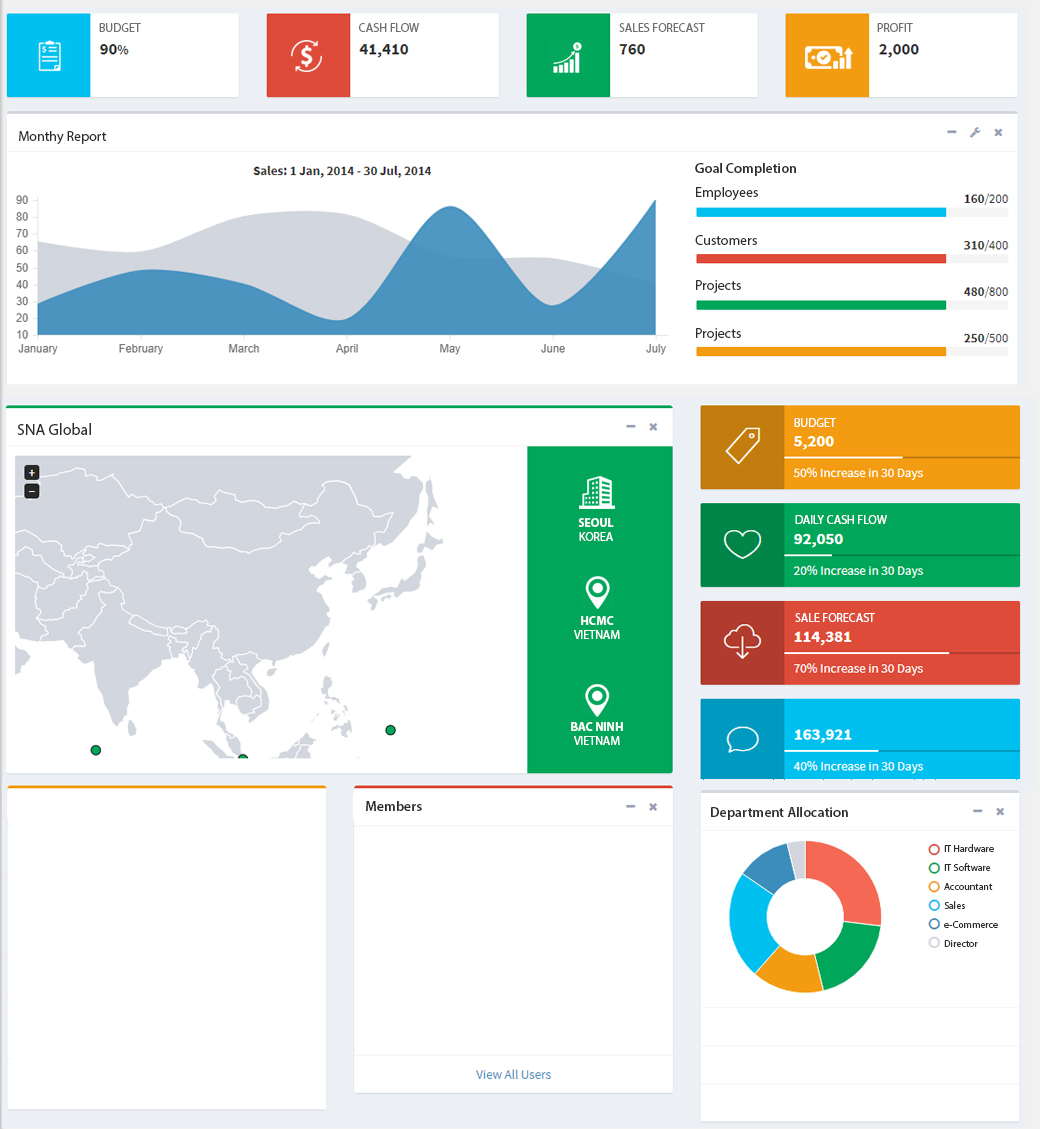 BUDGET
90%
CASH FLOW
41,410
SALES FORECAST
760
PROFIT
2,000
Monthy Report
Sales: 1 Jan, 2014 - 30 Jul, 2014
90
80
70
60
50
40
30
20
10
January February March April May June July
Goal Completion
Employees 160/200
Customers 310/400
Projects 480/800
Projects 250/500
SNA Global
+
−
SEOUL
KOREA
HCMC
VIETNAM
BAC NINH
VIETNAM
BUDGET
5,200
50% Increase in 30 Days
DAILY CASH FLOW
92,050
20% Increase in 30 Days
SALE FORECAST
114,381
70% Increase in 30 Days
163,921
40% Increase in 30 Days
Members
View All Users
Department Allocation
IT Hardware
IT Software
Accountant
Sales
e-Commerce
Director